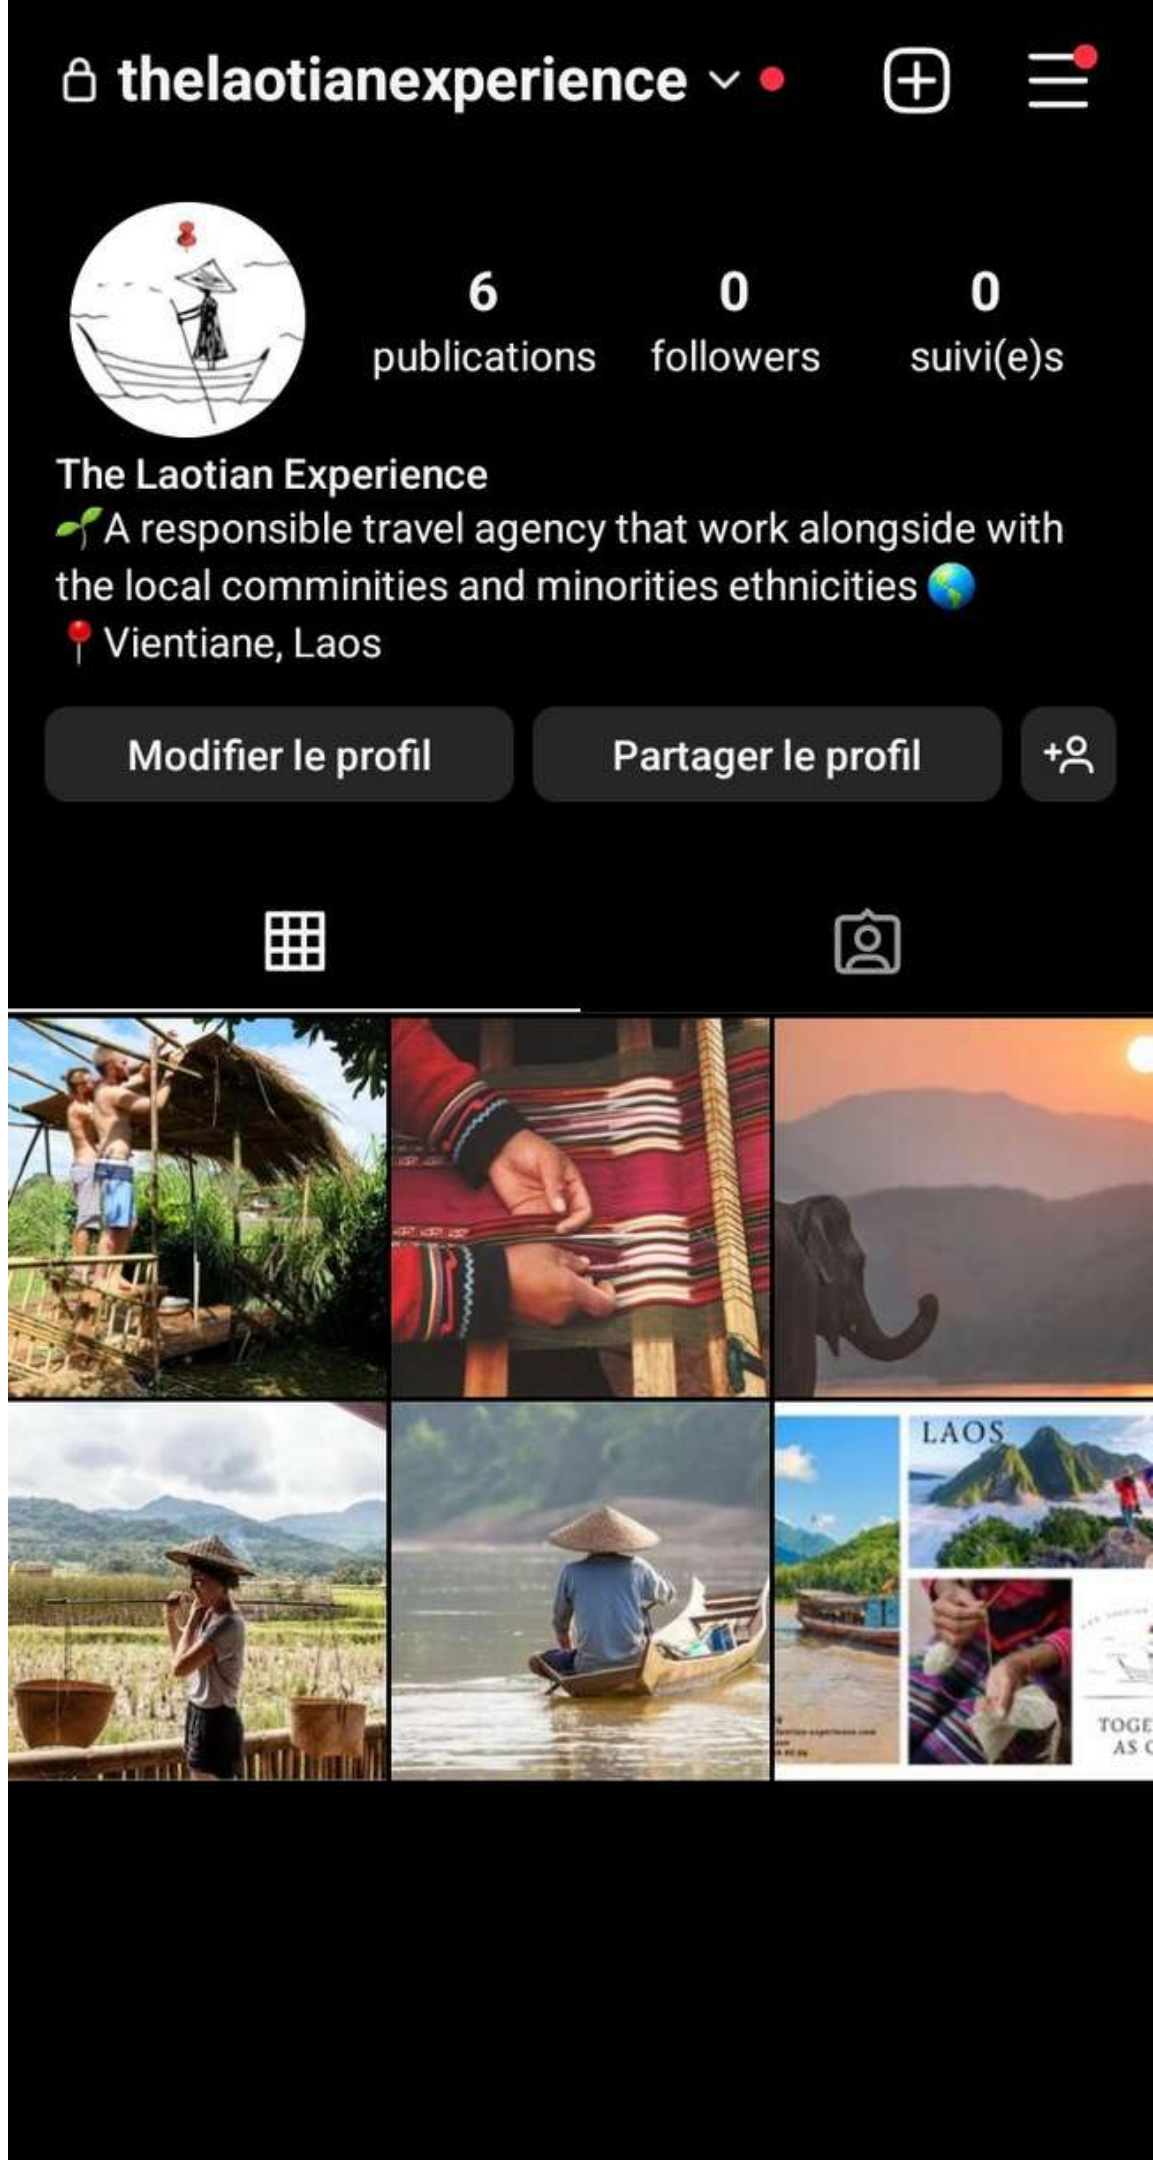 thelaotianexperience
6 0 0
publications followers suivi(e)s
The Laotian Experience
🌱A responsible travel agency that work alongside with
the local comminities and minorities ethnicities 🌎
📍Vientiane, Laos
Modifier le profil Partager le profil
LAOS
TOGE
AS